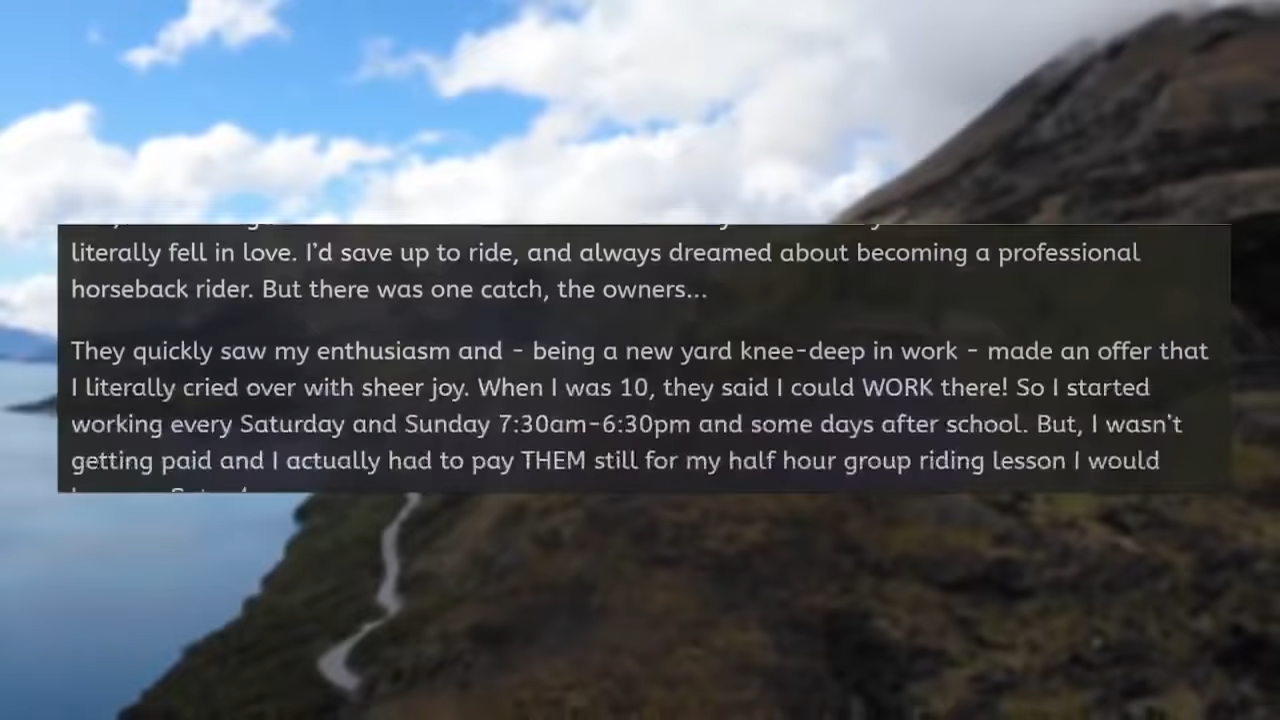 literally fell in love. I'd save up to ride, and always dreamed about becoming a professional
horseback rider. But there was one catch, the owners...
They quickly saw my enthusiasm and - being a new yard knee-deep in work - made an offer that
I literally cried over with sheer joy. When I was 10, they said I could WORK there! So I started
working every Saturday and Sunday 7:30am-6:30pm and some days after school. But, I wasn't
getting paid and I actually had to pay THEM still for my half hour group riding lesson I would